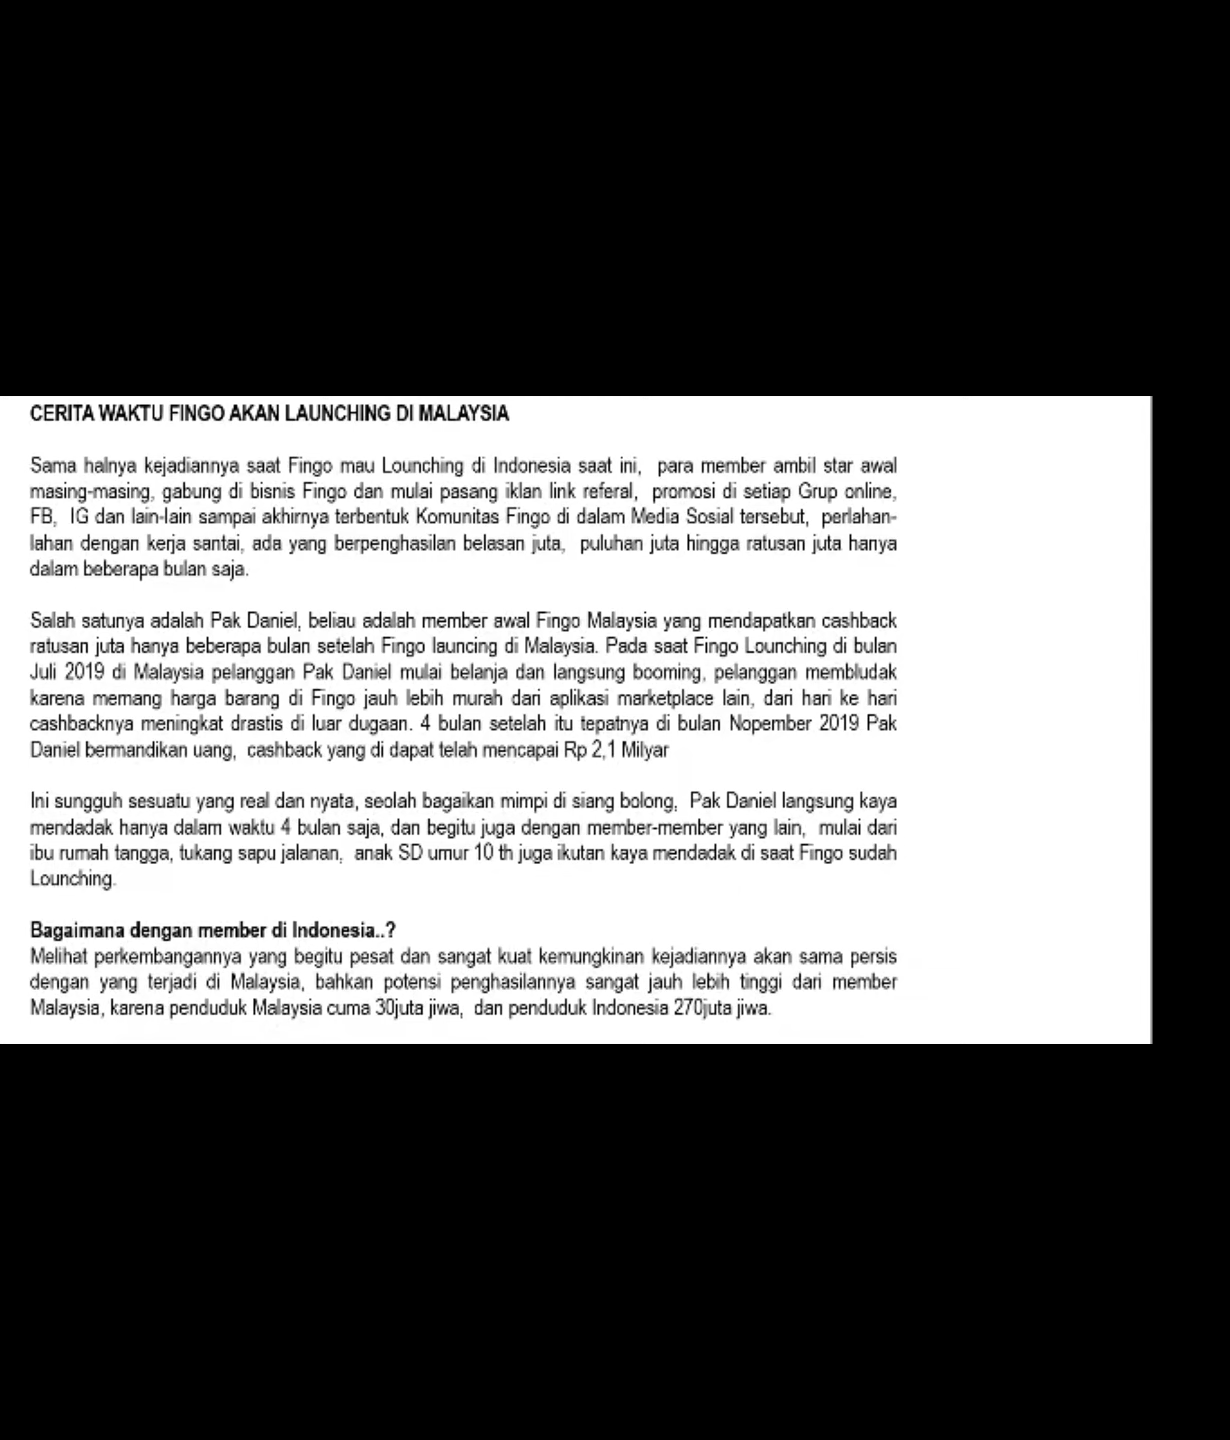 CERITA WAKTU FINGO AKAN LAUNCHING DI MALAYSIA
Sama halnya kejadiannya saat Fingo mau Lounching di Indonesia saat ini, para member ambil star awal
masing-masing, gabung di bisnis Fingo dan mulai pasang iklan link referal, promosi di setiap Grup online,
FB, IG dan lain-lain sampai akhirnya terbentuk Komunitas Fingo di dalam Media Sosial tersebut, perlahan-
lahan dengan kerja santai, ada yang berpenghasilan belasan juta, puluhan juta hingga ratusan juta hanya
dalam beberapa bulan saja.
Salah satunya adalah Pak Daniel, beliau adalah member awal Fingo Malaysia yang mendapatkan cashback
ratusan juta hanya beberapa bulan setelah Fingo launcing di Malaysia. Pada saat Fingo Lounching di bulan
Juli 2019 di Malaysia pelanggan Pak Daniel mulai belanja dan langsung booming, pelanggan membludak
karena memang harga barang di Fingo jauh lebih murah dari aplikasi marketplace lain, dari hari ke hari
cashbacknya meningkat drastis di luar dugaan. 4 bulan setelah itu tepatnya di bulan Nopember 2019 Pak
Daniel bermandikan uang, cashback yang di dapat telah mencapai Rp 2,1 Milyar
Ini sungguh sesuatu yang real dan nyata, seolah bagaikan mimpi di siang bolong, Pak Daniel langsung kaya
mendadak hanya dalam waktu 4 bulan saja, dan begitu juga dengan member-member yang lain, mulai dari
ibu rumah tangga, tukang sapu jalanan, anak SD umur 10 th juga ikutan kaya mendadak di saat Fingo sudah
Lounching.
Bagaimana dengan member di Indonesia..?
Melihat perkembangannya yang begitu pesat dan sangat kuat kemungkinan kejadiannya akan sama persis
dengan yang terjadi di Malaysia, bahkan potensi penghasilannya sangat jauh lebih tinggi dari member
Malaysia, karena penduduk Malaysia cuma 30juta jiwa, dan penduduk Indonesia 270juta jiwa.